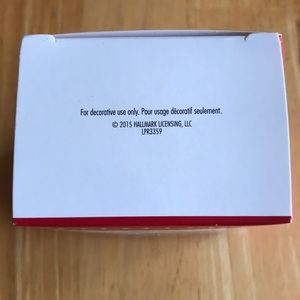 For decorative use only. Pour usage décoratif seulement.
© 2015 HALLMARK LICENSING, LLC
LPR3359